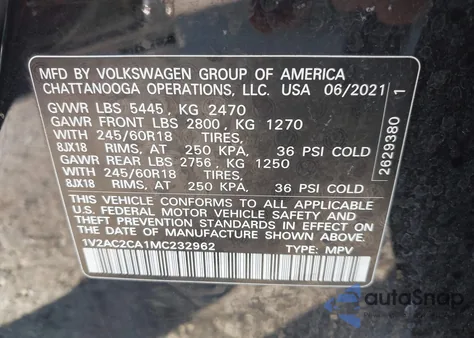 MFD BY VOLKSWAGEN GROUP OF AMERICA
CHATTANOOGA OPERATIONS, LLC. USA 06/2021
GVWR LBS 5445, KG 2470
GAWR FRONT LBS 2800, KG 1270
WITH 245/60R18 TIRES,
8JX18 RIMS, AT 250 KPA, 36 PSI COLD
GAWR REAR LBS 2756, KG 1250
WITH 245/60R18 TIRES,
8JX18 RIMS, AT 250 KPA, 36 PSI COLD
THIS VEHICLE CONFORMS TO ALL APPLICABLE
U.S. FEDERAL MOTOR VEHICLE SAFETY AND
THEFT PREVENTION STANDARDS IN EFFECT ON THE DATE
OF MANUFACTURE SHOWN ABOVE.
1V2AC2CA1MC232962 TYPE: MPV
2629380 1
autoSnap